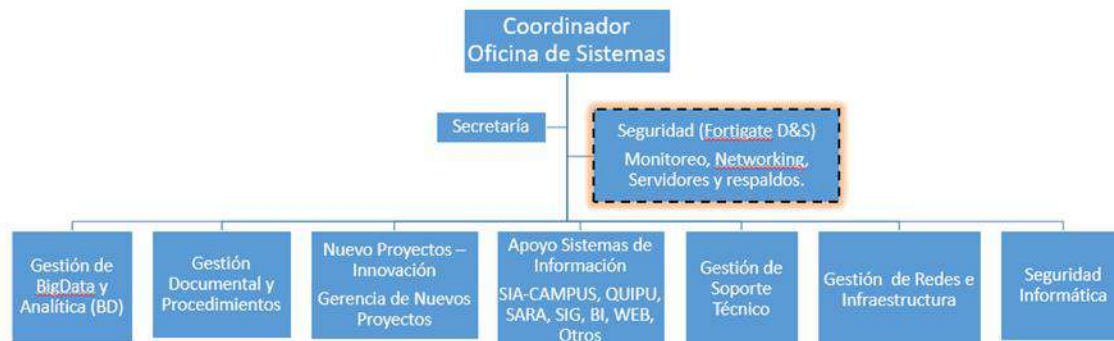 Coordinador
Oficina de Sistemas
Secretaría
Seguridad (Fortigate D&S)
Monitoreo, Networking,
Servidores y respaldos.
Gestión de
BigData y
Analítica (BD)
Gestión
Documental y
Procedimientos
Nuevo Proyectos –
Innovación
Gerencia de Nuevos
Proyectos
Apoyo Sistemas de
Información
SIA-CAMPUS, QUIPU,
SARA, SIG, BI, WEB,
Otros
Gestión de
Soporte
Técnico
Gestión de Redes e
Infraestructura
Seguridad
Informática